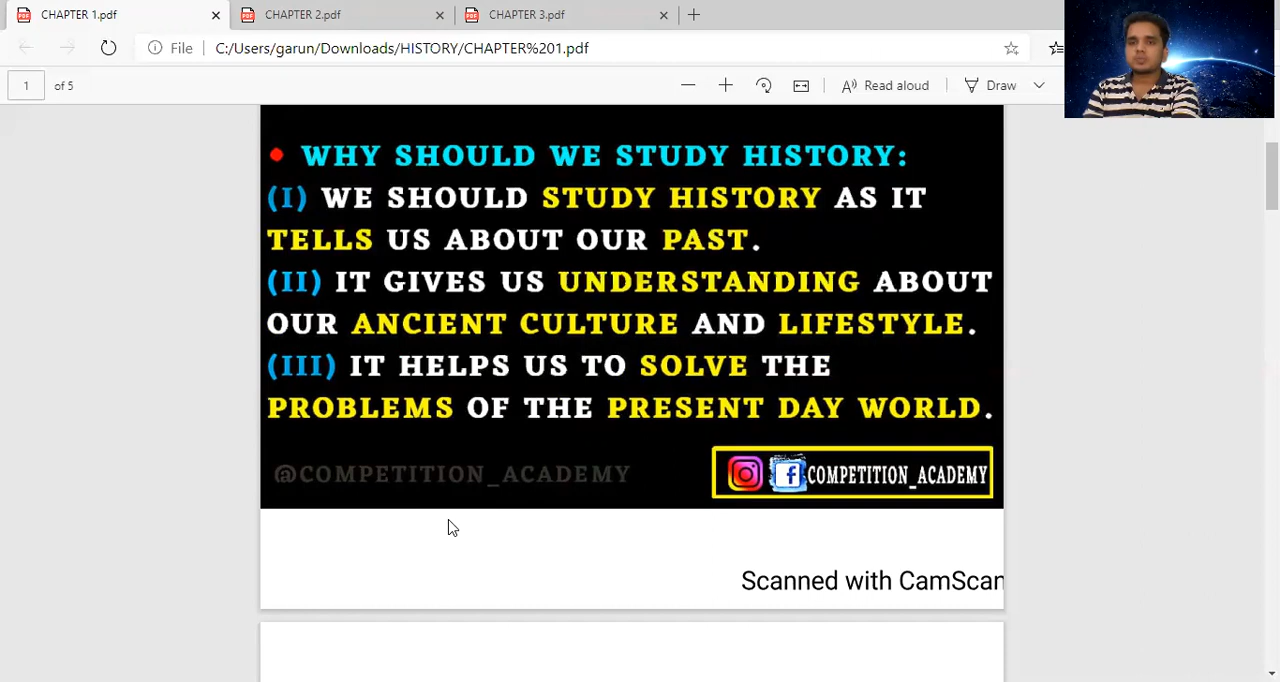 CHAPTER 1.pdf
CHAPTER 2.pdf
CHAPTER 3.pdf
File
C:/Users/garun/Downloads/HISTORY/CHAPTER%201.pdf
1 of 5
A Read aloud
Draw
WHY SHOULD WE STUDY HISTORY:
(I) WE SHOULD STUDY HISTORY AS IT
TELLS US ABOUT OUR PAST.
(II) IT GIVES US UNDERSTANDING ABOUT
OUR ANCIENT CULTURE AND LIFESTYLE.
(III) IT HELPS US TO SOLVE THE
PROBLEMS OF THE PRESENT DAY WORLD.
@COMPETITION_ACADEMY
COMPETITION_ACADEMY
Scanned with CamScan